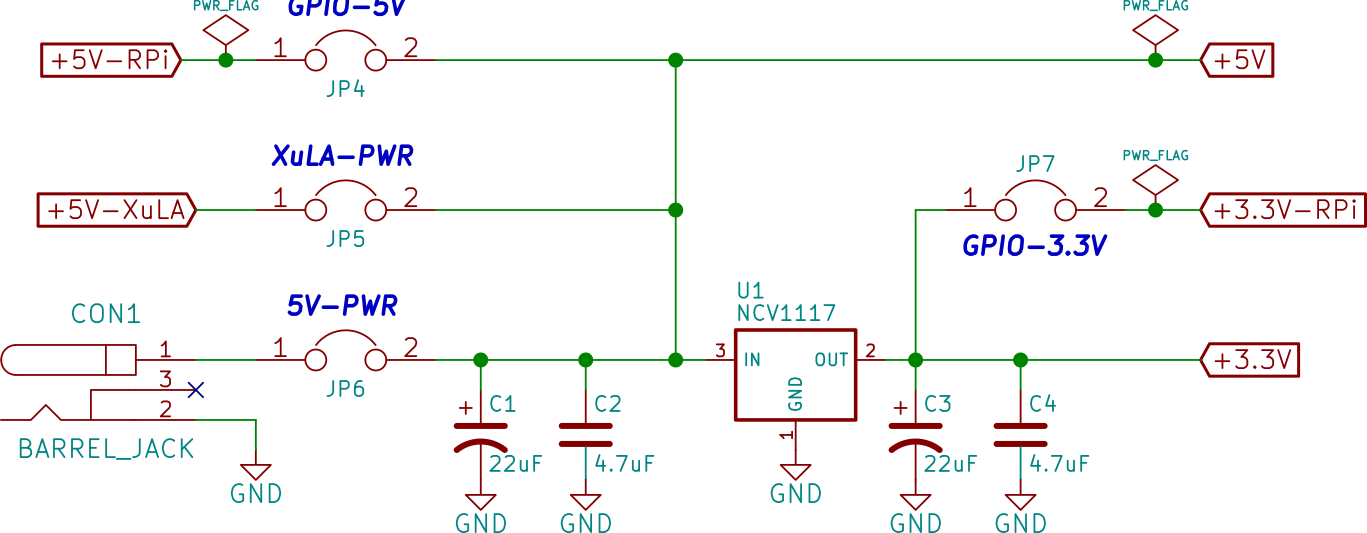 PWR_FLAG
GPIO-5V
PWR_FLAG
+5V-RPi
1
2
+5V
JP4
XuLA-PWR
PWR_FLAG
JP7
+5V-XuLA
1
2
1
2
+3.3V-RPi
JP5
GPIO-3.3V
5V-PWR
U1
NCV1117
CON1
1
1
2
3
IN
OUT
2
+3.3V
3
JP6
GND
2
+
C1
C2
+
C3
C4
BARREL_JACK
1
22uF
4.7uF
22uF
4.7uF
GND
GND
GND
GND
GND
GND